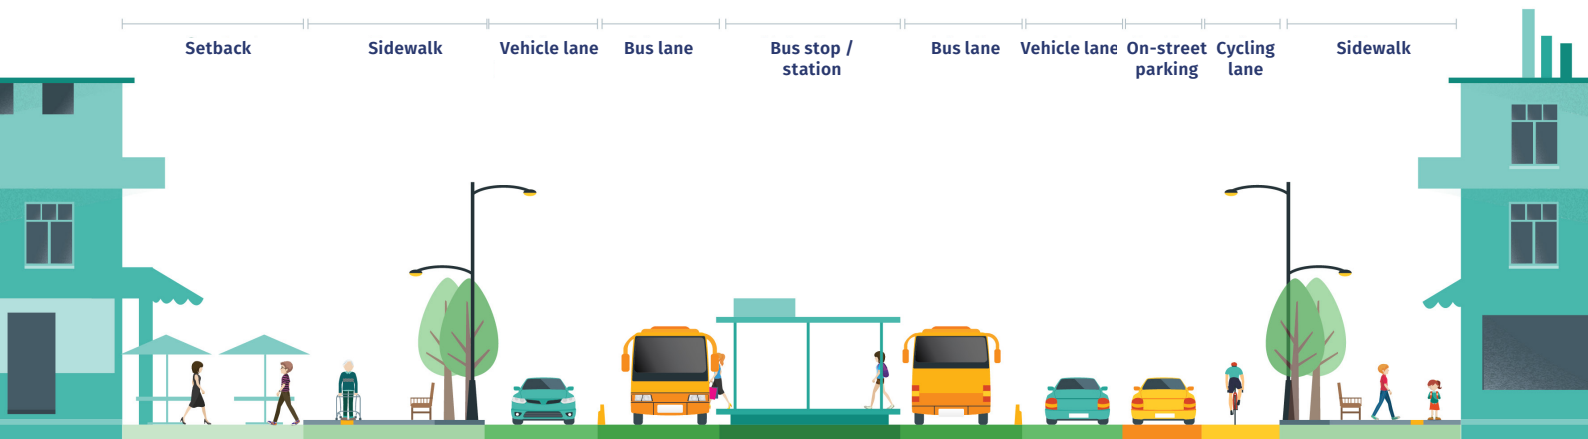 Setback
Sidewalk
Vehicle lane
Bus lane
Bus stop /
station
Bus lane
Vehicle lane
On-street
parking
Cycling
lane
Sidewalk